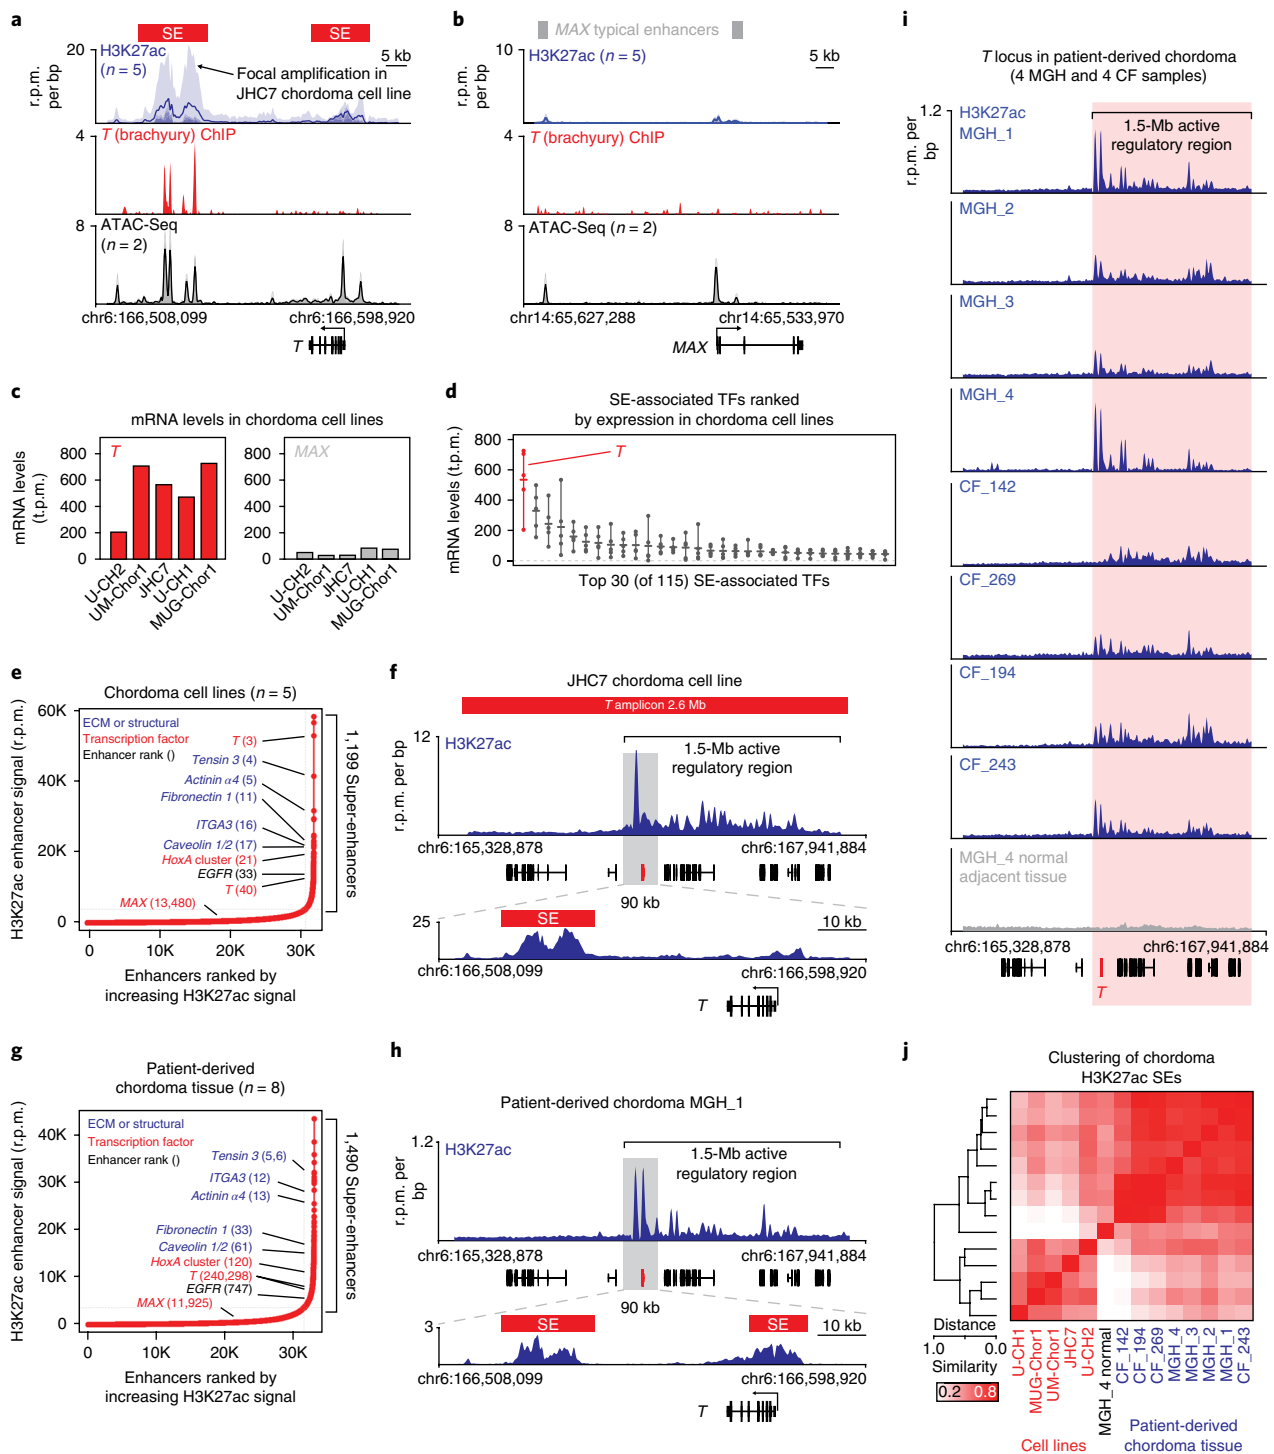 a
SE
SE
20
H3K27ac
(n = 5)
5 kb
r.p.m.
per bp
Focal amplification in
JHC7 chordoma cell line
4
T (brachyury) ChIP
8
ATAC-Seq
(n = 2)
chr6:166,508,099
chr6:166,598,920
T
b
MAX typical enhancers
10
H3K27ac (n = 5)
5 kb
r.p.m.
per bp
4
T (brachyury) ChIP
8
ATAC-Seq (n = 2)
chr14:65,627,288
chr14:65,533,970
MAX
c
mRNA levels in chordoma cell lines
mRNA levels
(t.p.m.)
800
600
400
200
0
T
U-CH2
UM-Chor1
JHC7
U-CH1
MUG-Chor1
800
600
400
200
0
MAX
U-CH2
UM-Chor1
JHC7
U-CH1
MUG-Chor1
d
SE-associated TFs ranked
by expression in chordoma cell lines
mRNA levels (t.p.m.)
800
600
400
200
0
T
Top 30 (of 115) SE-associated TFs
e
Chordoma cell lines (n = 5)
H3K27ac enhancer signal (r.p.m.)
60K
40K
20K
0
ECM or structural
Transcription factor
Enhancer rank ()
T (3)
Tensin 3 (4)
Actinin α4 (5)
Fibronectin 1 (11)
ITGA3 (16)
Caveolin 1/2 (17)
HoxA cluster (21)
EGFR (33)
T (40)
MAX (13,480)
1,199 Super-enhancers
0
10K
20K
30K
Enhancers ranked by
increasing H3K27ac signal
f
JHC7 chordoma cell line
T amplicon 2.6 Mb
12
H3K27ac
r.p.m. per bp
1.5-Mb active
regulatory region
0
chr6:165,328,878
chr6:167,941,884
90 kb
25
SE
10 kb
0
chr6:166,508,099
chr6:166,598,920
T
g
Patient-derived
chordoma tissue (n = 8)
H3K27ac enhancer signal (r.p.m.)
40K
30K
20K
10K
0
ECM or structural
Transcription factor
Enhancer rank ()
Tensin 3 (5,6)
ITGA3 (12)
Actinin α4 (13)
Fibronectin 1 (33)
Caveolin 1/2 (61)
HoxA cluster (120)
T (240,298)
EGFR (747)
MAX (11,925)
1,490 Super-enhancers
0
10K
20K
30K
Enhancers ranked by
increasing H3K27ac signal
h
Patient-derived chordoma MGH_1
1.2
H3K27ac
r.p.m. per
bp
1.5-Mb active
regulatory region
0
chr6:165,328,878
chr6:167,941,884
90 kb
3
SE
SE
10 kb
0
chr6:166,508,099
chr6:166,598,920
T
i
T locus in patient-derived chordoma
(4 MGH and 4 CF samples)
1.2
r.p.m. per
bp
H3K27ac
MGH_1
1.5-Mb active
regulatory region
0
MGH_2
MGH_3
MGH_4
CF_142
CF_269
CF_194
CF_243
MGH_4 normal
adjacent tissue
chr6:165,328,878
chr6:167,941,884
T
j
Clustering of chordoma
H3K27ac SEs
Distance
1.0
0.0
Similarity
0.2
0.8
U-CH1
MUG-Chor1
UM-Chor1
JHC7
U-CH2
MGH_4 normal
CF_142
CF_194
CF_269
MGH_4
MGH_3
MGH_2
MGH_1
CF_243
Cell lines
Patient-derived
chordoma tissue